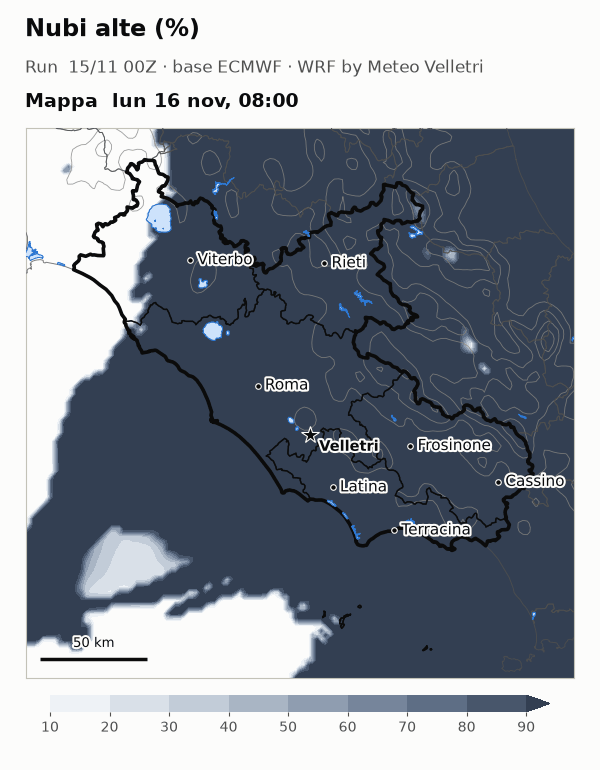 Nubi alte (%)
Run  15/11 00Z · base ECMWF · WRF by Meteo Velletri
Mappa  lun 16 nov, 08:00
Viterbo
Rieti
Roma
Velletri
Frosinone
Cassino
Latina
Terracina
50 km
10 20 30 40 50 60 70 80 90